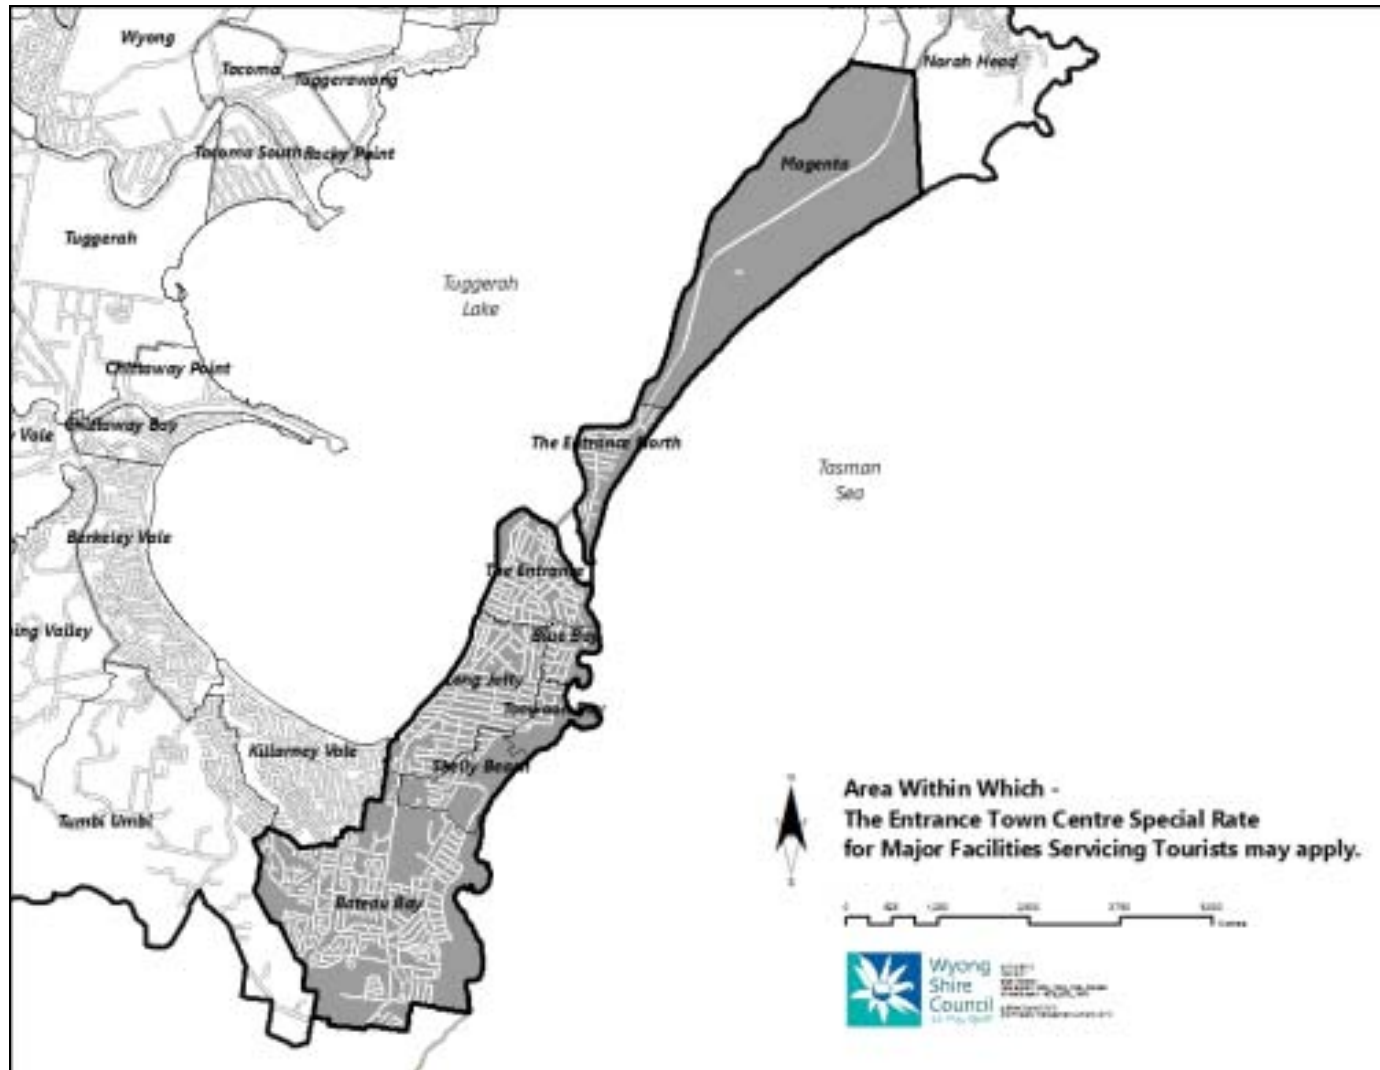 Wyong
Tacoma
Tuggerawong
Norah Head
Tacoma South
Rocky Point
Magenta
Tuggerah
Tuggerah
Lake
Chittaway Point
Chittaway Bay
Vale
The Entrance North
Tasman
Sea
Berkeley Vale
The Entrance
Blue Bay
Valley
Long Jetty
Killarney Vale
Shelly Beach
Tumbi Umbi
Bateau Bay
Area Within Which -
The Entrance Town Centre Special Rate
for Major Facilities Servicing Tourists may apply.
Wyong
Shire
Council